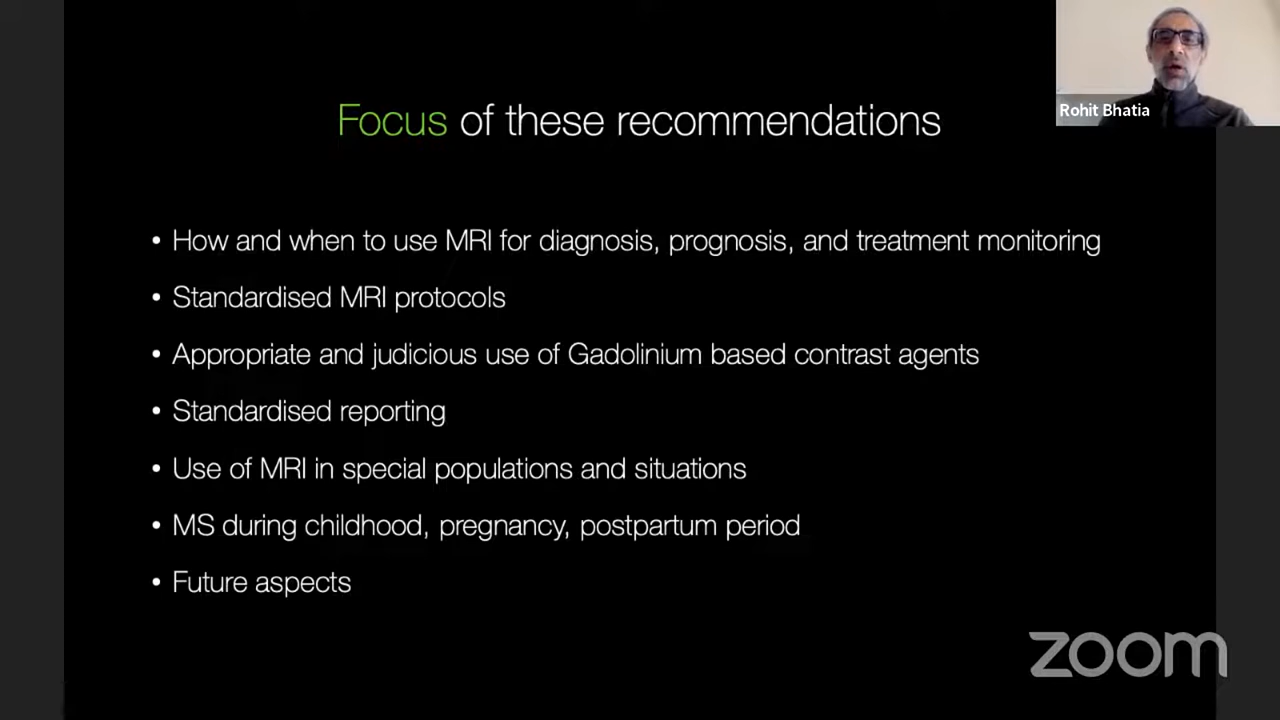 Rohit Bhatia
Focus of these recommendations
• How and when to use MRI for diagnosis, prognosis, and treatment monitoring
• Standardised MRI protocols
• Appropriate and judicious use of Gadolinium based contrast agents
• Standardised reporting
• Use of MRI in special populations and situations
• MS during childhood, pregnancy, postpartum period
• Future aspects
zoom